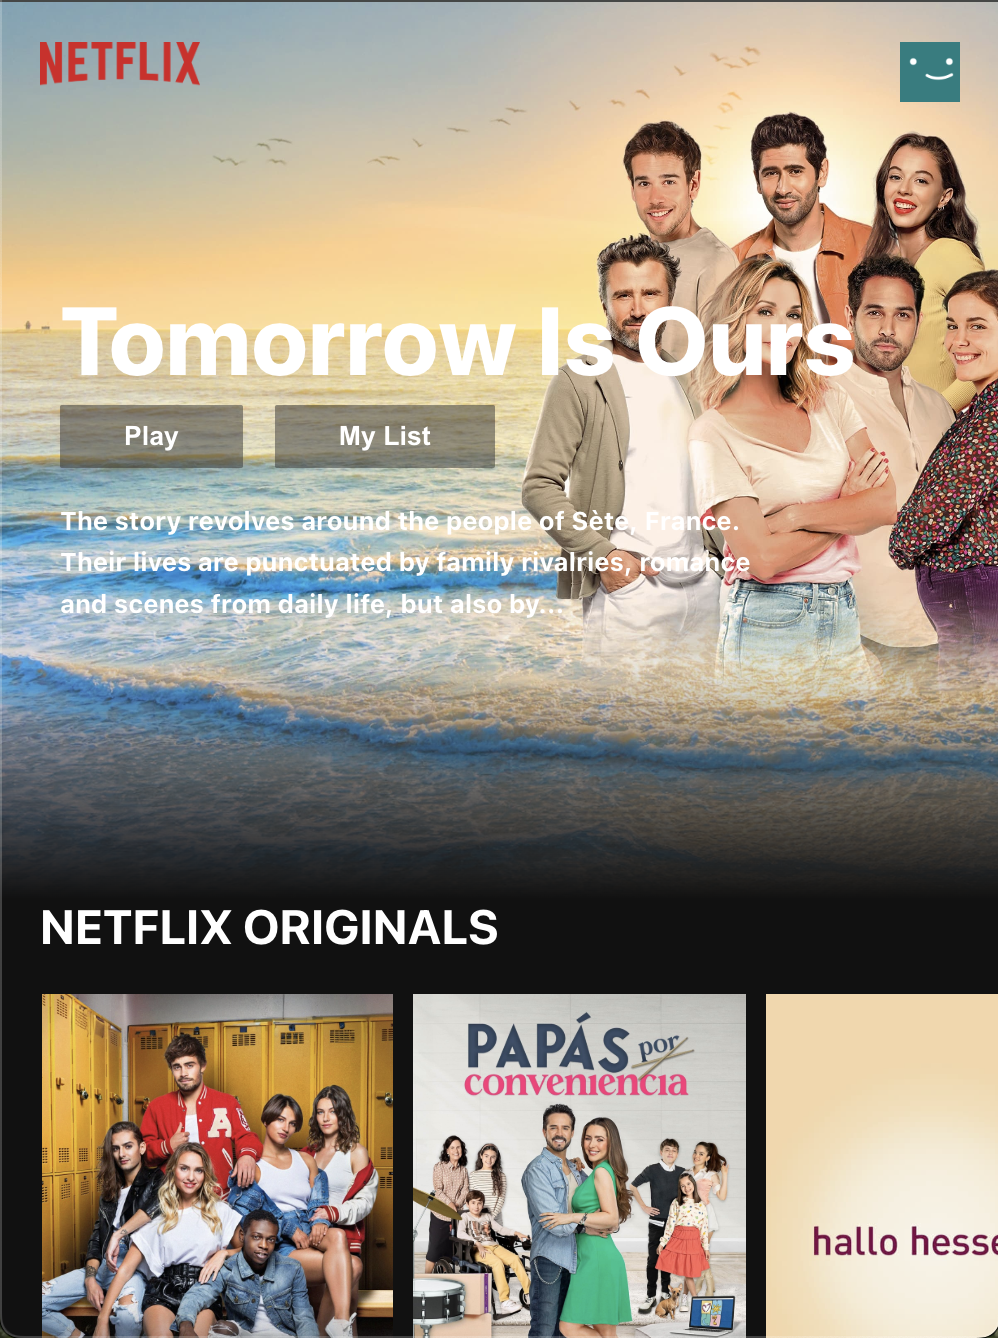 NETFLIX
Tomorrow Is Ours
Play
My List
The story revolves around the people of Sète, France.
Their lives are punctuated by family rivalries, romance
and scenes from daily life, but also by...
NETFLIX ORIGINALS
A
PAPÁS por
conveniencia
hallo hesse